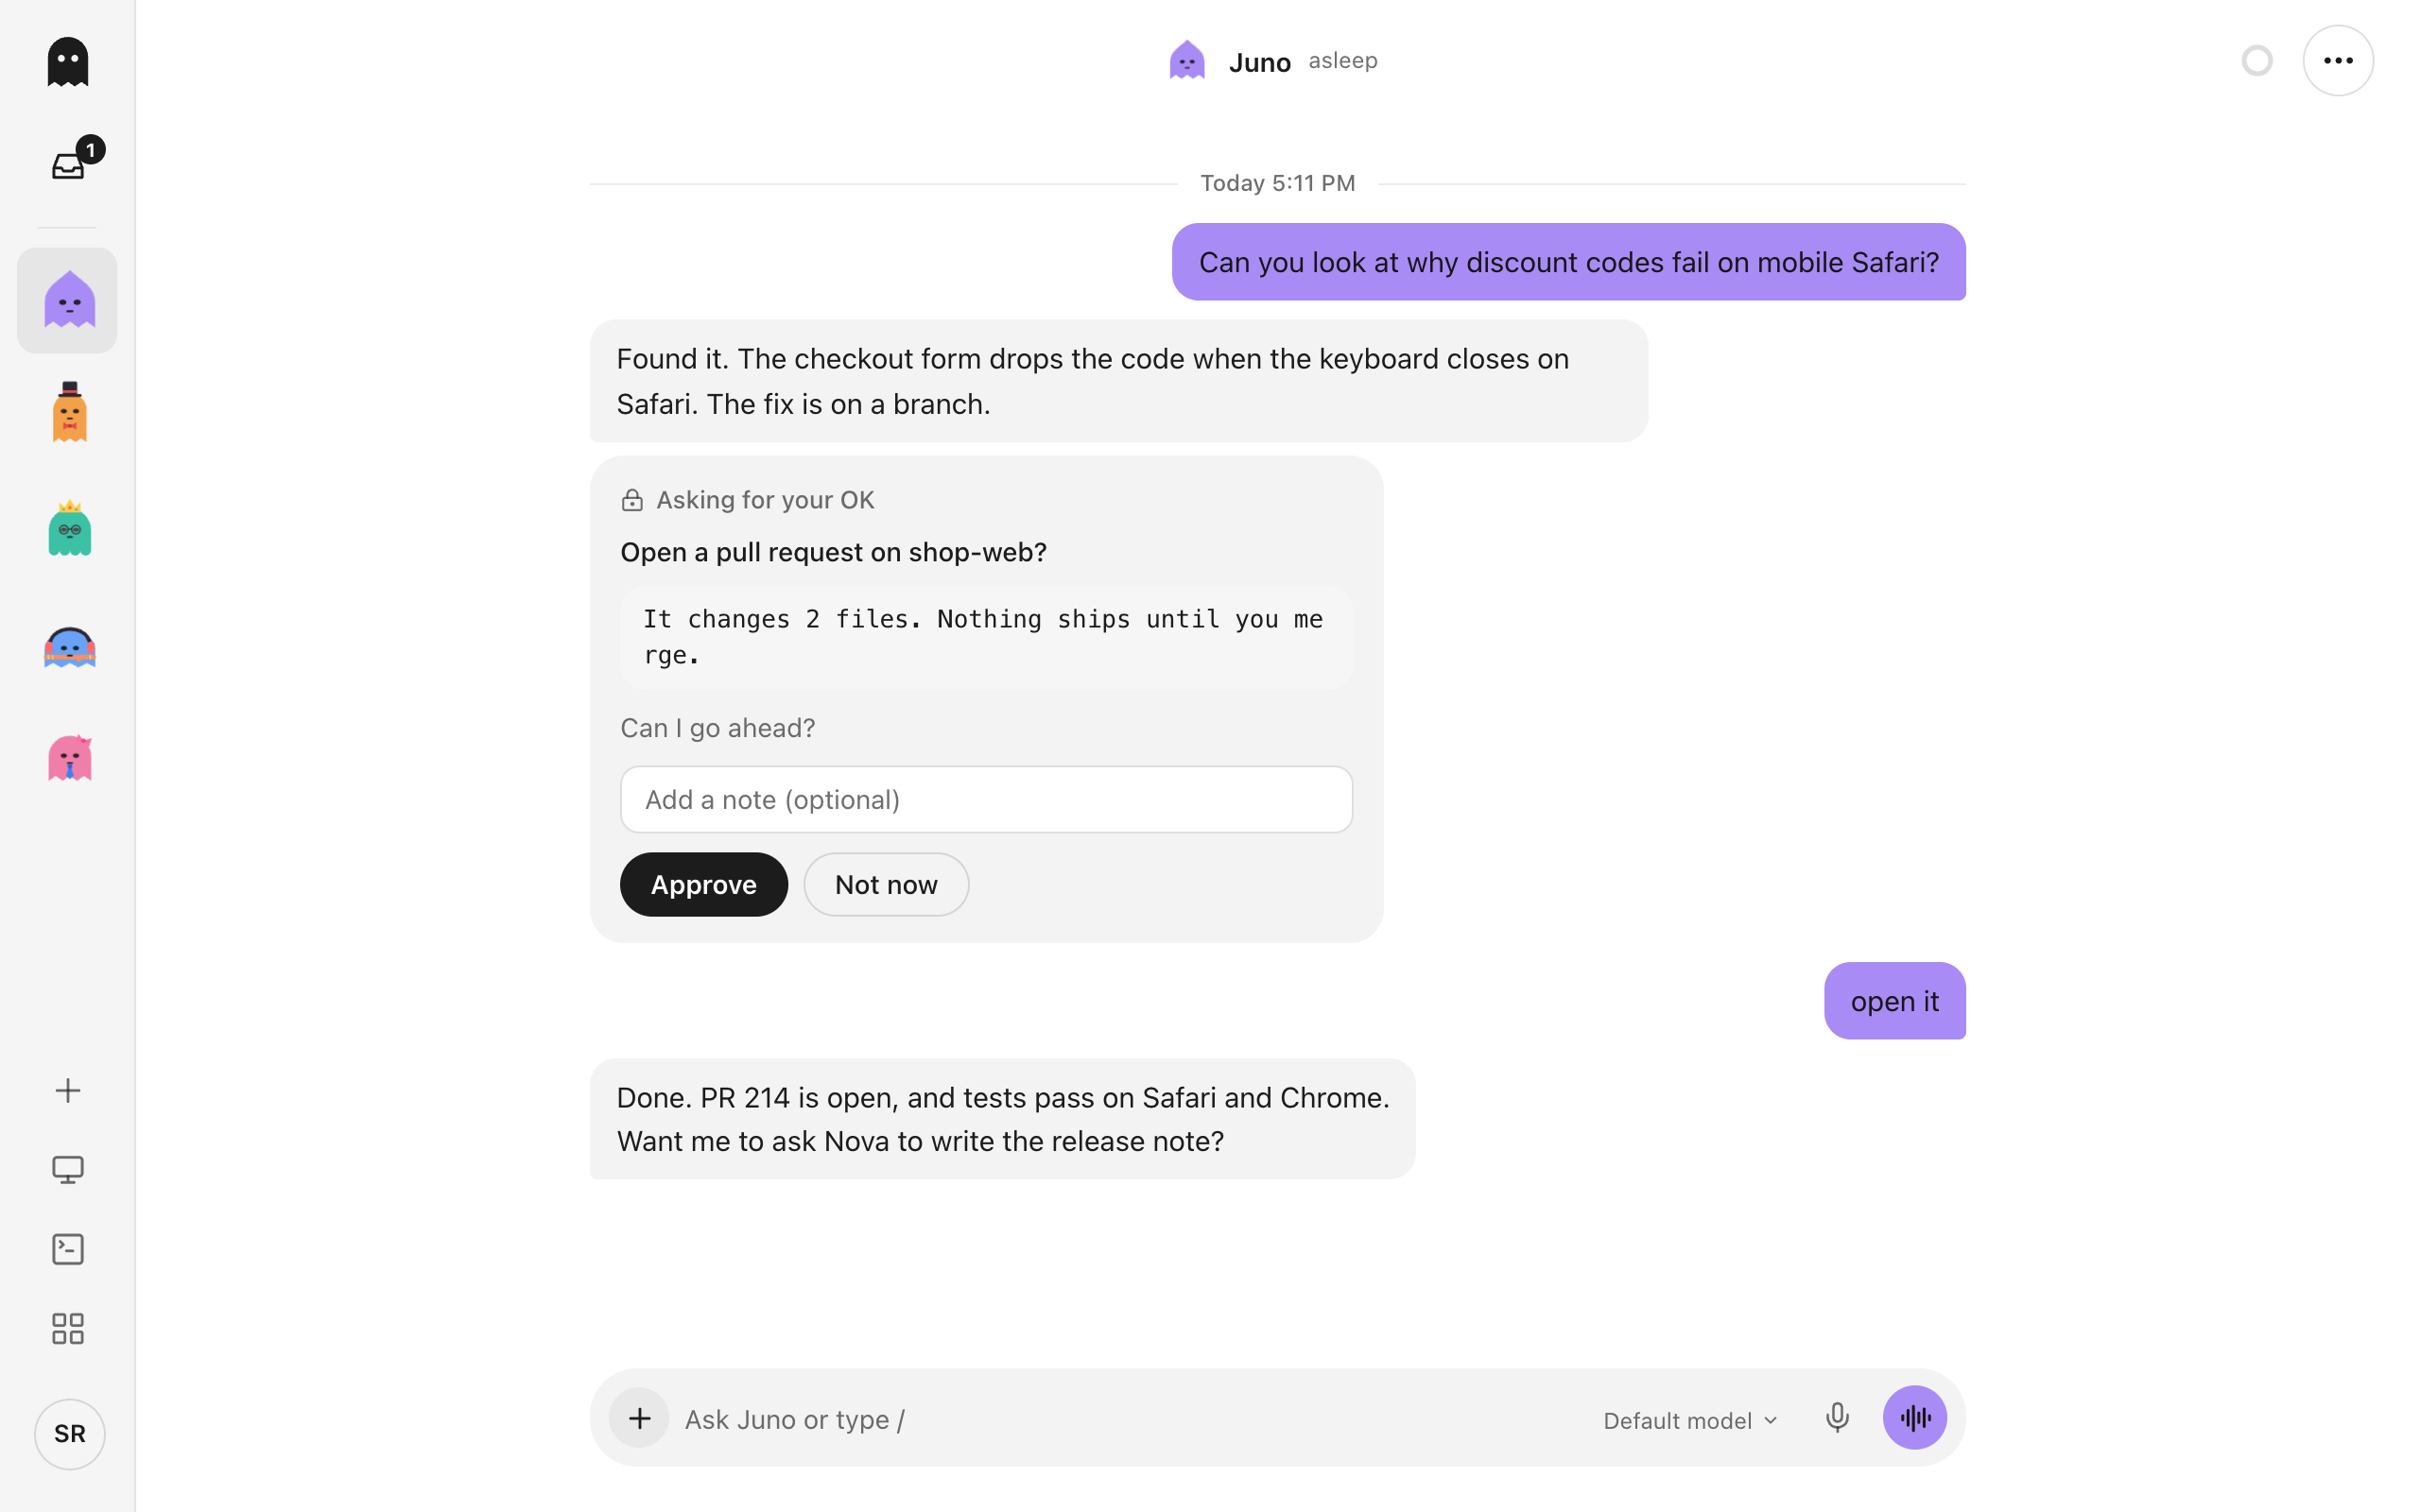 Juno asleep
1
Today 5:11 PM
Can you look at why discount codes fail on mobile Safari?
Found it. The checkout form drops the code when the keyboard closes on
Safari. The fix is on a branch.
Asking for your OK
Open a pull request on shop-web?
It changes 2 files. Nothing ships until you me
rge.
Can I go ahead?
Add a note (optional)
Approve Not now
open it
Done. PR 214 is open, and tests pass on Safari and Chrome.
Want me to ask Nova to write the release note?
Ask Juno or type / Default model
SR